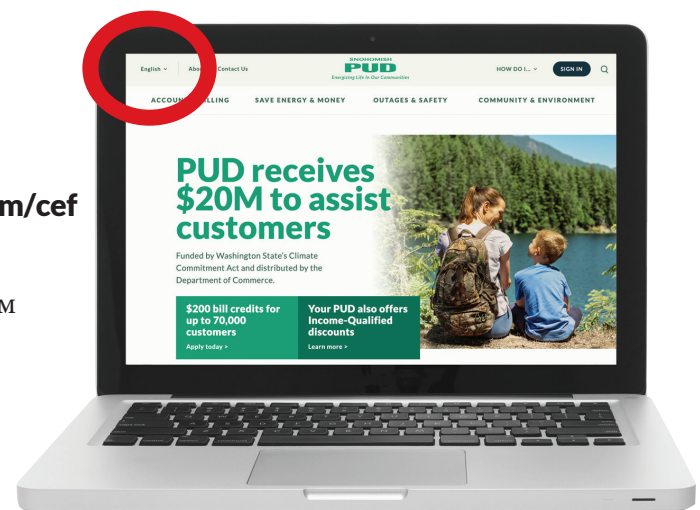 m/cef
M
English
Contact Us
SNOHOMISH
PUD
Energizing Life in Our Communities
HOW DO I...
SIGN IN
SAVE ENERGY & MONEY
OUTAGES & SAFETY
COMMUNITY & ENVIRONMENT
PUD receives
$20M to assist
customers
Funded by Washington State's Climate
Commitment Act and distributed by the
Department of Commerce.
$200 bill credits for
up to 70,000
customers
Apply today >
Your PUD also offers
Income-Qualified
discounts
Learn more >